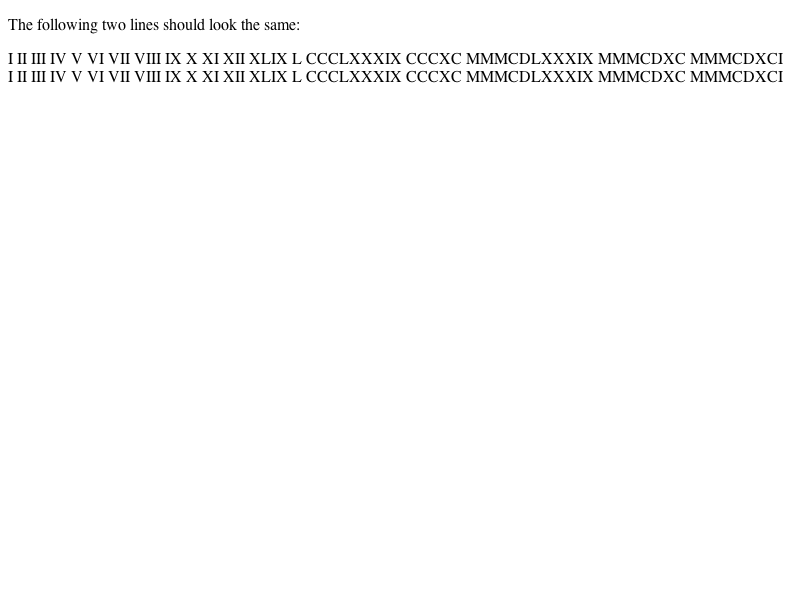 The following two lines should look the same:
I II III IV V VI VII VIII IX X XI XII XLIX L CCCLXXXIX CCCXC MMMCDLXXXIX MMMCDXC MMMCDXCI
I II III IV V VI VII VIII IX X XI XII XLIX L CCCLXXXIX CCCXC MMMCDLXXXIX MMMCDXC MMMCDXCI